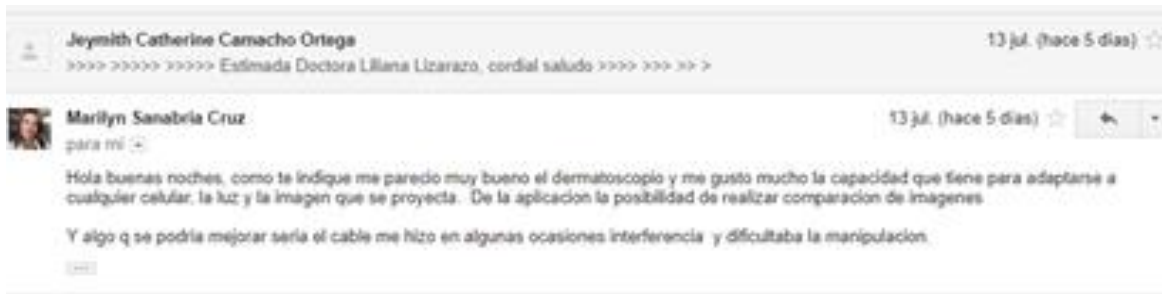 Jeymith Catherine Camacho Ortega 13 jul. (hace 5 días)
>>>> >>>>> >>>>> Estimada Doctora Liliana Lizarazo, cordial saludo >>>> >>> >> >
Marilyn Sanabria Cruz 13 jul. (hace 5 días)
para mí
Hola buenas noches, como te indique me parecio muy bueno el dermatoscopio y me gusto mucho la capacidad que tiene para adaptarse a
cualquier celular, la luz y la imagen que se proyecta. De la aplicacion la posibilidad de realizar comparacion de imagenes
Y algo q se podria mejorar seria el cable me hizo en algunas ocasiones interferencia y dificultaba la manipulacion.